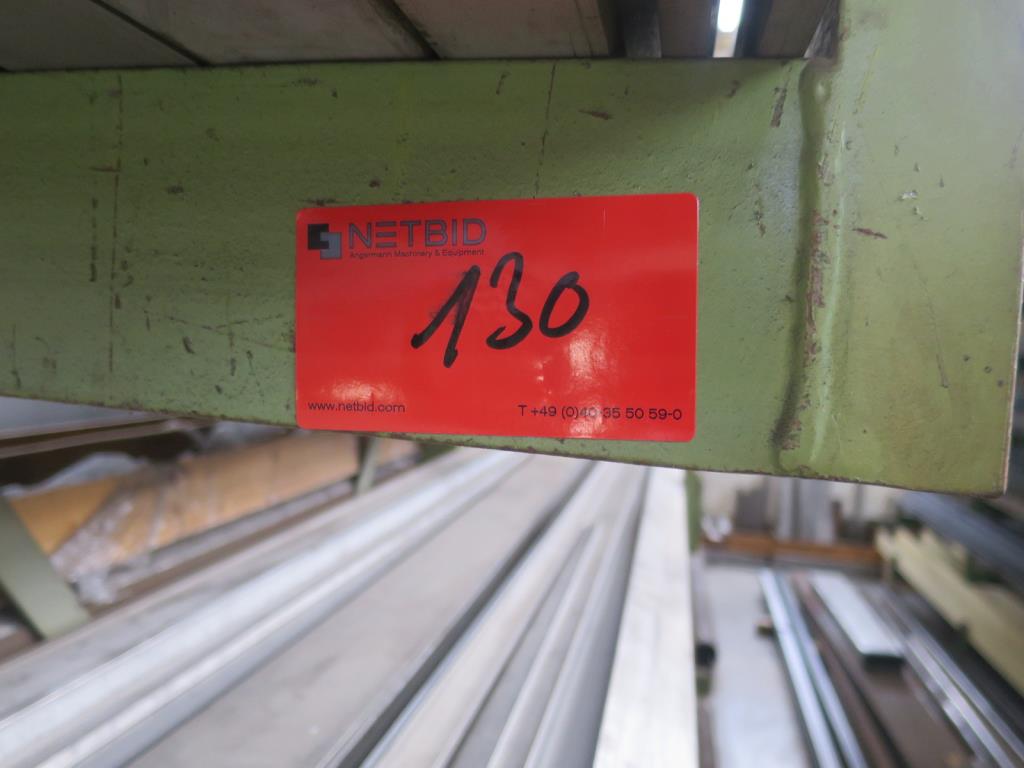 NETBID
Angermann Machinery & Equipment
130
www.netbid.com
T +49 (0)40-35 50 59-0